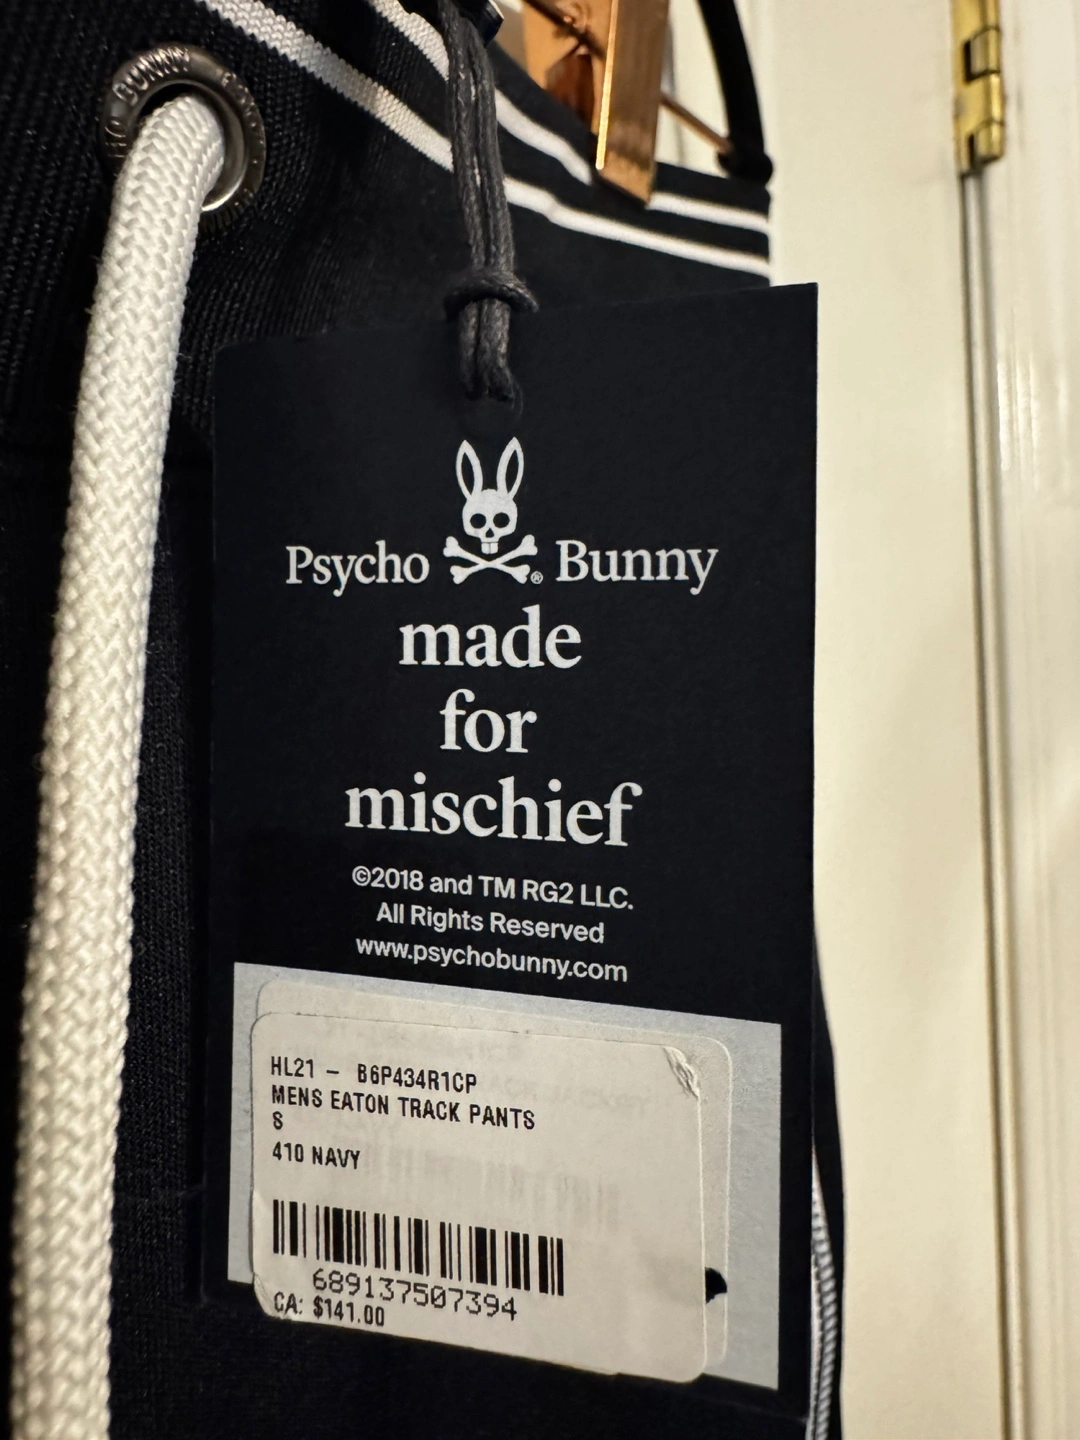 BUNNY
Psycho Bunny
made
for
mischief
©2018 and TM RG2 LLC.
All Rights Reserved
www.psychobunny.com
HL21 - B6P434R1CP
MENS EATON TRACK PANTS
S
410 NAVY
689137507394
CA: $141.00